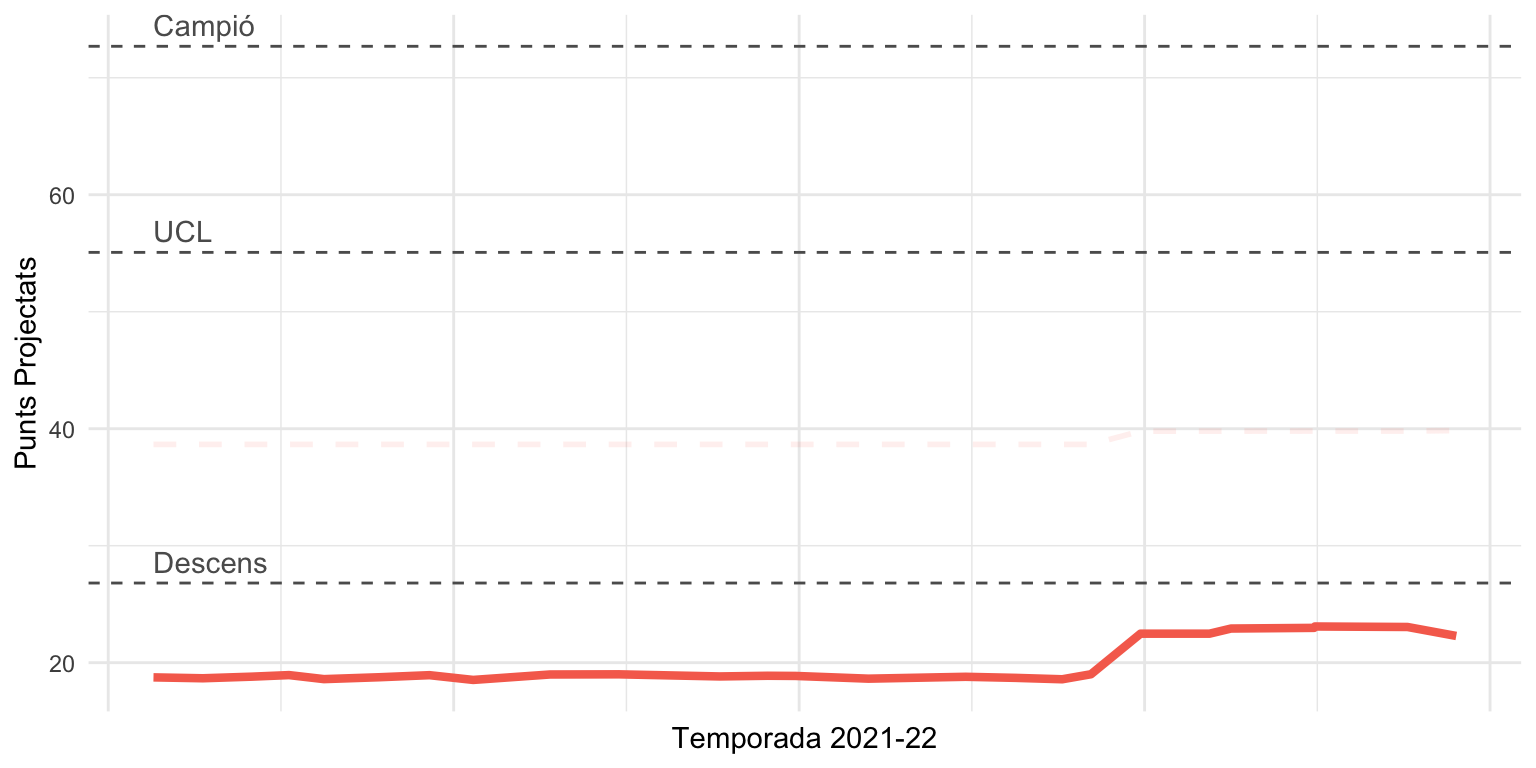 Campió
60
UCL
Punts Projectats
40
Descens
20
Temporada 2021-22